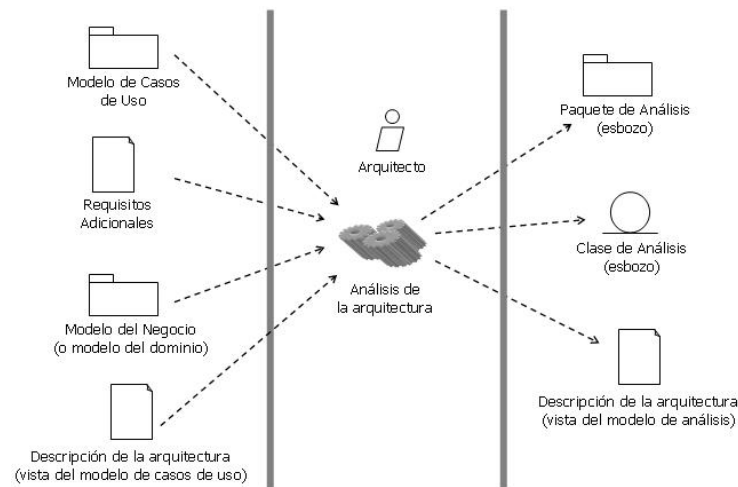 Modelo de Casos
de Uso
Requisitos
Adicionales
Modelo del Negocio
(o modelo del dominio)
Descripción de la arquitectura
(vista del modelo de casos de uso)
Arquitecto
Análisis de
la arquitectura
Paquete de Análisis
(esbozo)
Clase de Análisis
(esbozo)
Descripción de la arquitectura
(vista del modelo de análisis)